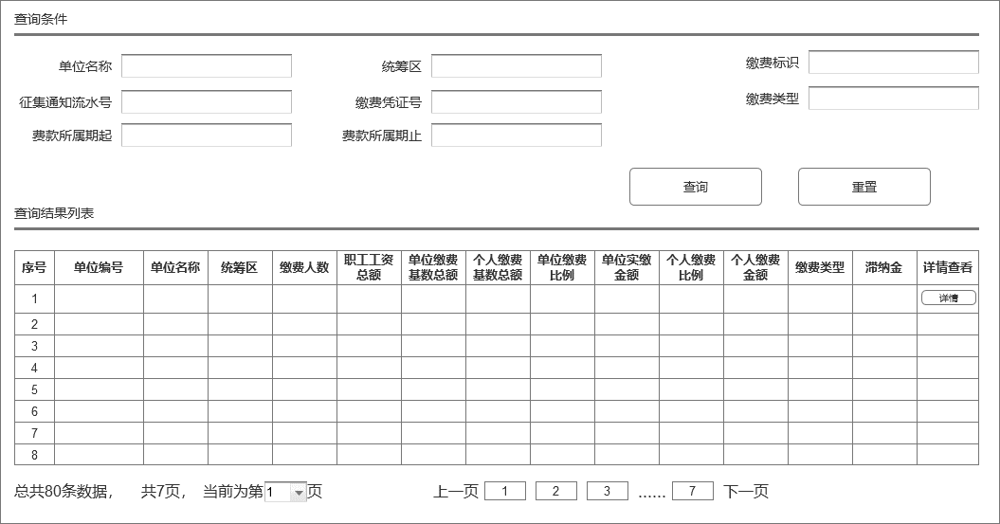 查询条件
单位名称 统筹区 缴费标识
征集通知流水号 缴费凭证号 缴费类型
费款所属期起 费款所属期止
查询 重置
查询结果列表
序号 单位编号 单位名称 统筹区 缴费人数 职工工资总额 单位缴费基数总额 个人缴费基数总额 单位缴费比例 单位实缴金额 个人缴费比例 个人缴费金额 缴费类型 滞纳金 详情查看
1 详情
2
3
4
5
6
7
8
总共80条数据， 共7页， 当前为第 1 页 上一页 1 2 3 ...... 7 下一页